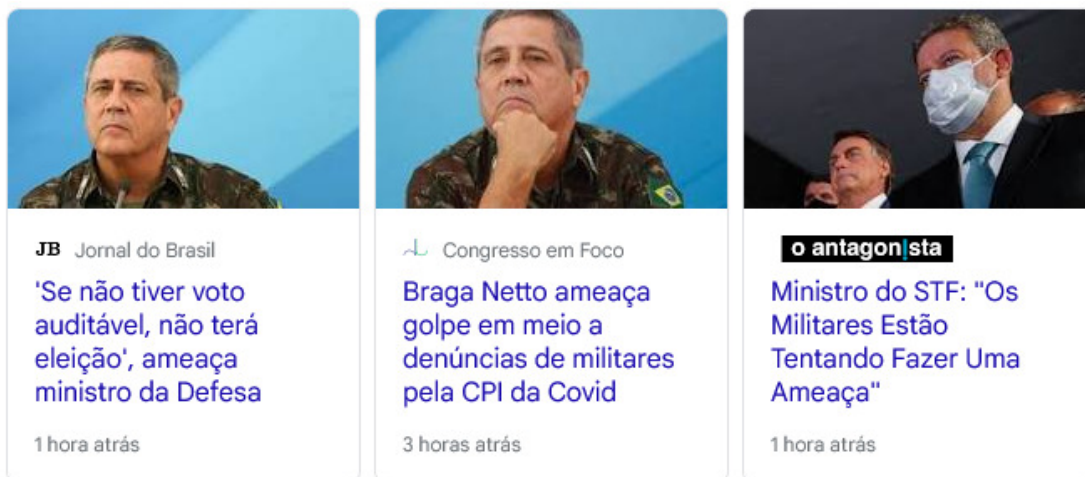 JB Jornal do Brasil
'Se não tiver voto
auditável, não terá
eleição', ameaça
ministro da Defesa
1 hora atrás
Congresso em Foco
Braga Netto ameaça
golpe em meio a
denúncias de militares
pela CPI da Covid
3 horas atrás
o antagonista
Ministro do STF: "Os
Militares Estão
Tentando Fazer Uma
Ameaça"
1 hora atrás